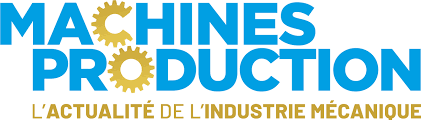 MACHINES
PRODUCTION
L'ACTUALITÉ DE L'INDUSTRIE MÉCANIQUE